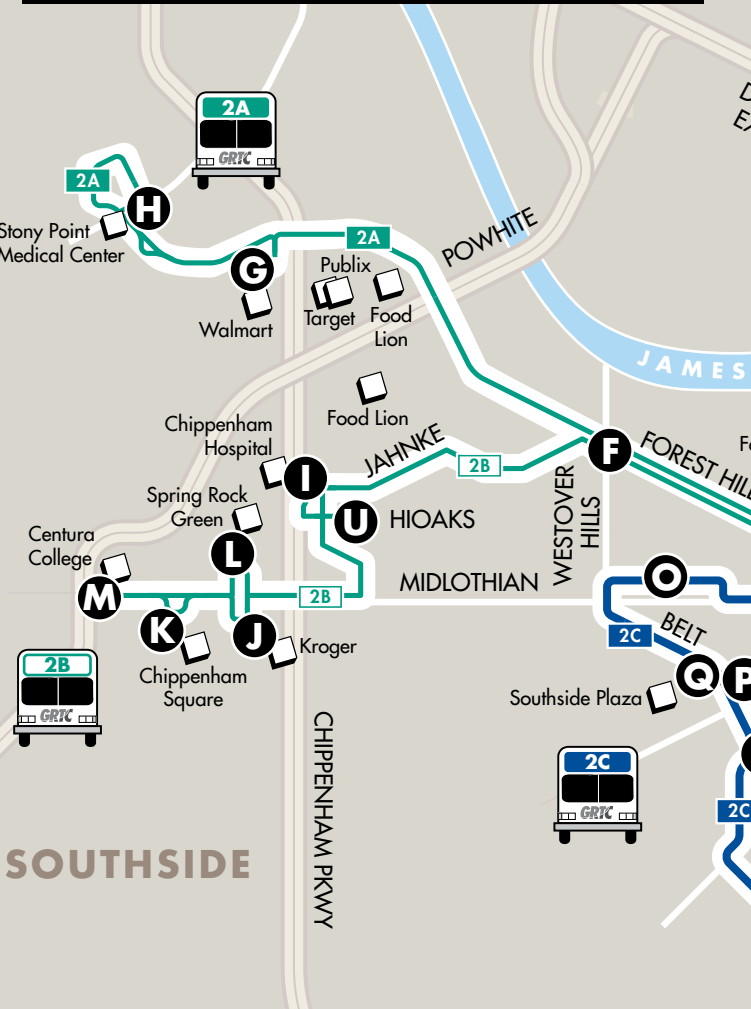 2A
GRTC
2A
H
Stony Point
Medical Center
G
2A
POWHITE
Publix
Walmart
Target
Food
Lion
JAMES
Food Lion
Chippenham
Hospital
JAHNKE
F
FOREST HILL
I
2B
WESTOVER
HILLS
Spring Rock
Green
U
HIOAKS
Centura
College
L
M
2B
MIDLOTHIAN
O
K
J
Kroger
2C
BELT
Chippenham
Square
2B
GRTC
Q
P
Southside Plaza
CHIPPENHAM PKWY
2C
GRTC
2C
SOUTHSIDE